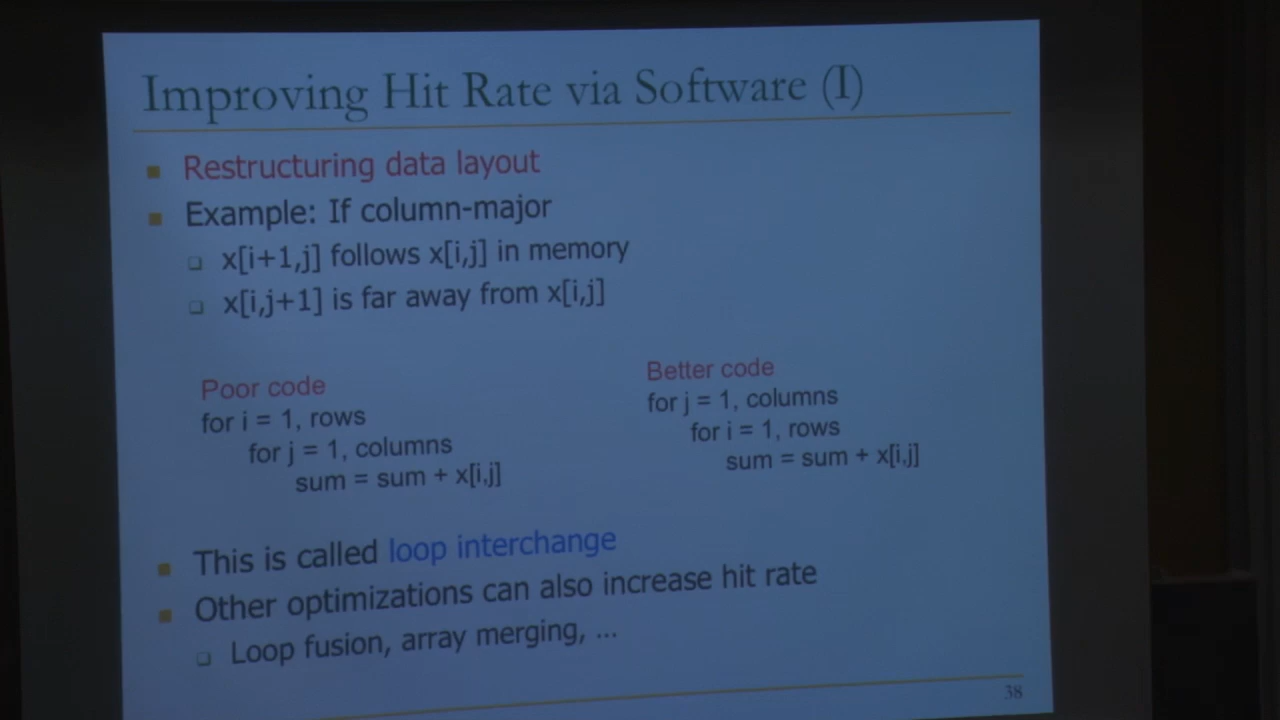 Improving Hit Rate via Software (I)
Restructuring data layout
Example: If column-major
x[i+1,j] follows x[i,j] in memory
x[i,j+1] is far away from x[i,j]
Poor code
for i = 1, rows
for j = 1, columns
sum = sum + x[i,j]
Better code
for j = 1, columns
for i = 1, rows
sum = sum + x[i,j]
This is called loop interchange
Other optimizations can also increase hit rate
Loop fusion, array merging, ...
38